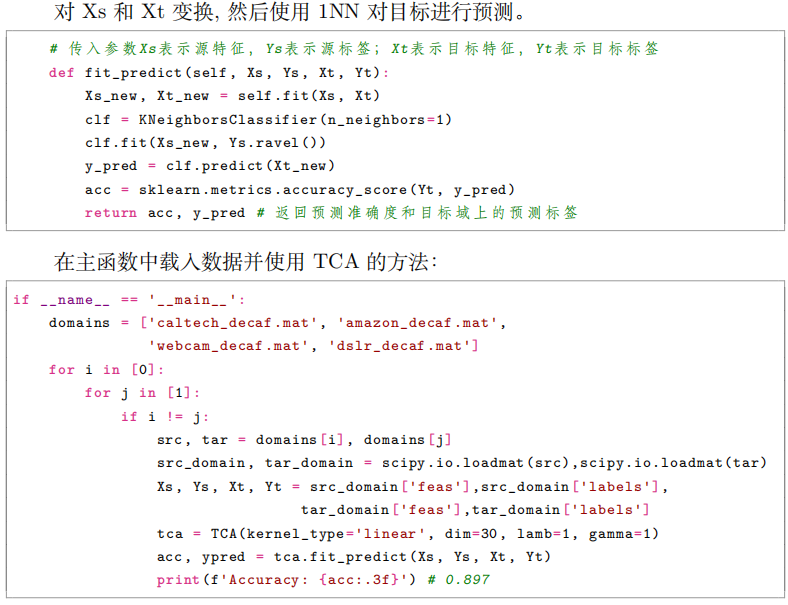 对 Xs 和 Xt 变换, 然后使用 1NN 对目标进行预测。
# 传入参数Xs表示源特征, Ys表示源标签; Xt表示目标特征, Yt表示目标标签
def fit_predict(self, Xs, Ys, Xt, Yt):
    Xs_new, Xt_new = self.fit(Xs, Xt)
    clf = KNeighborsClassifier(n_neighbors=1)
    clf.fit(Xs_new, Ys.ravel())
    y_pred = clf.predict(Xt_new)
    acc = sklearn.metrics.accuracy_score(Yt, y_pred)
    return acc, y_pred # 返回预测准确度和目标域上的预测标签
在主函数中载入数据并使用 TCA 的方法:
if __name__ == '__main__':
    domains = ['caltech_decaf.mat', 'amazon_decaf.mat',
               'webcam_decaf.mat', 'dslr_decaf.mat']
    for i in [0]:
        for j in [1]:
            if i != j:
                src, tar = domains[i], domains[j]
                src_domain, tar_domain = scipy.io.loadmat(src),scipy.io.loadmat(tar)
                Xs, Ys, Xt, Yt = src_domain['feas'],src_domain['labels'],
                                tar_domain['feas'],tar_domain['labels']
                tca = TCA(kernel_type='linear', dim=30, lamb=1, gamma=1)
                acc, ypred = tca.fit_predict(Xs, Ys, Xt, Yt)
                print(f'Accuracy: {acc:.3f}') # 0.897